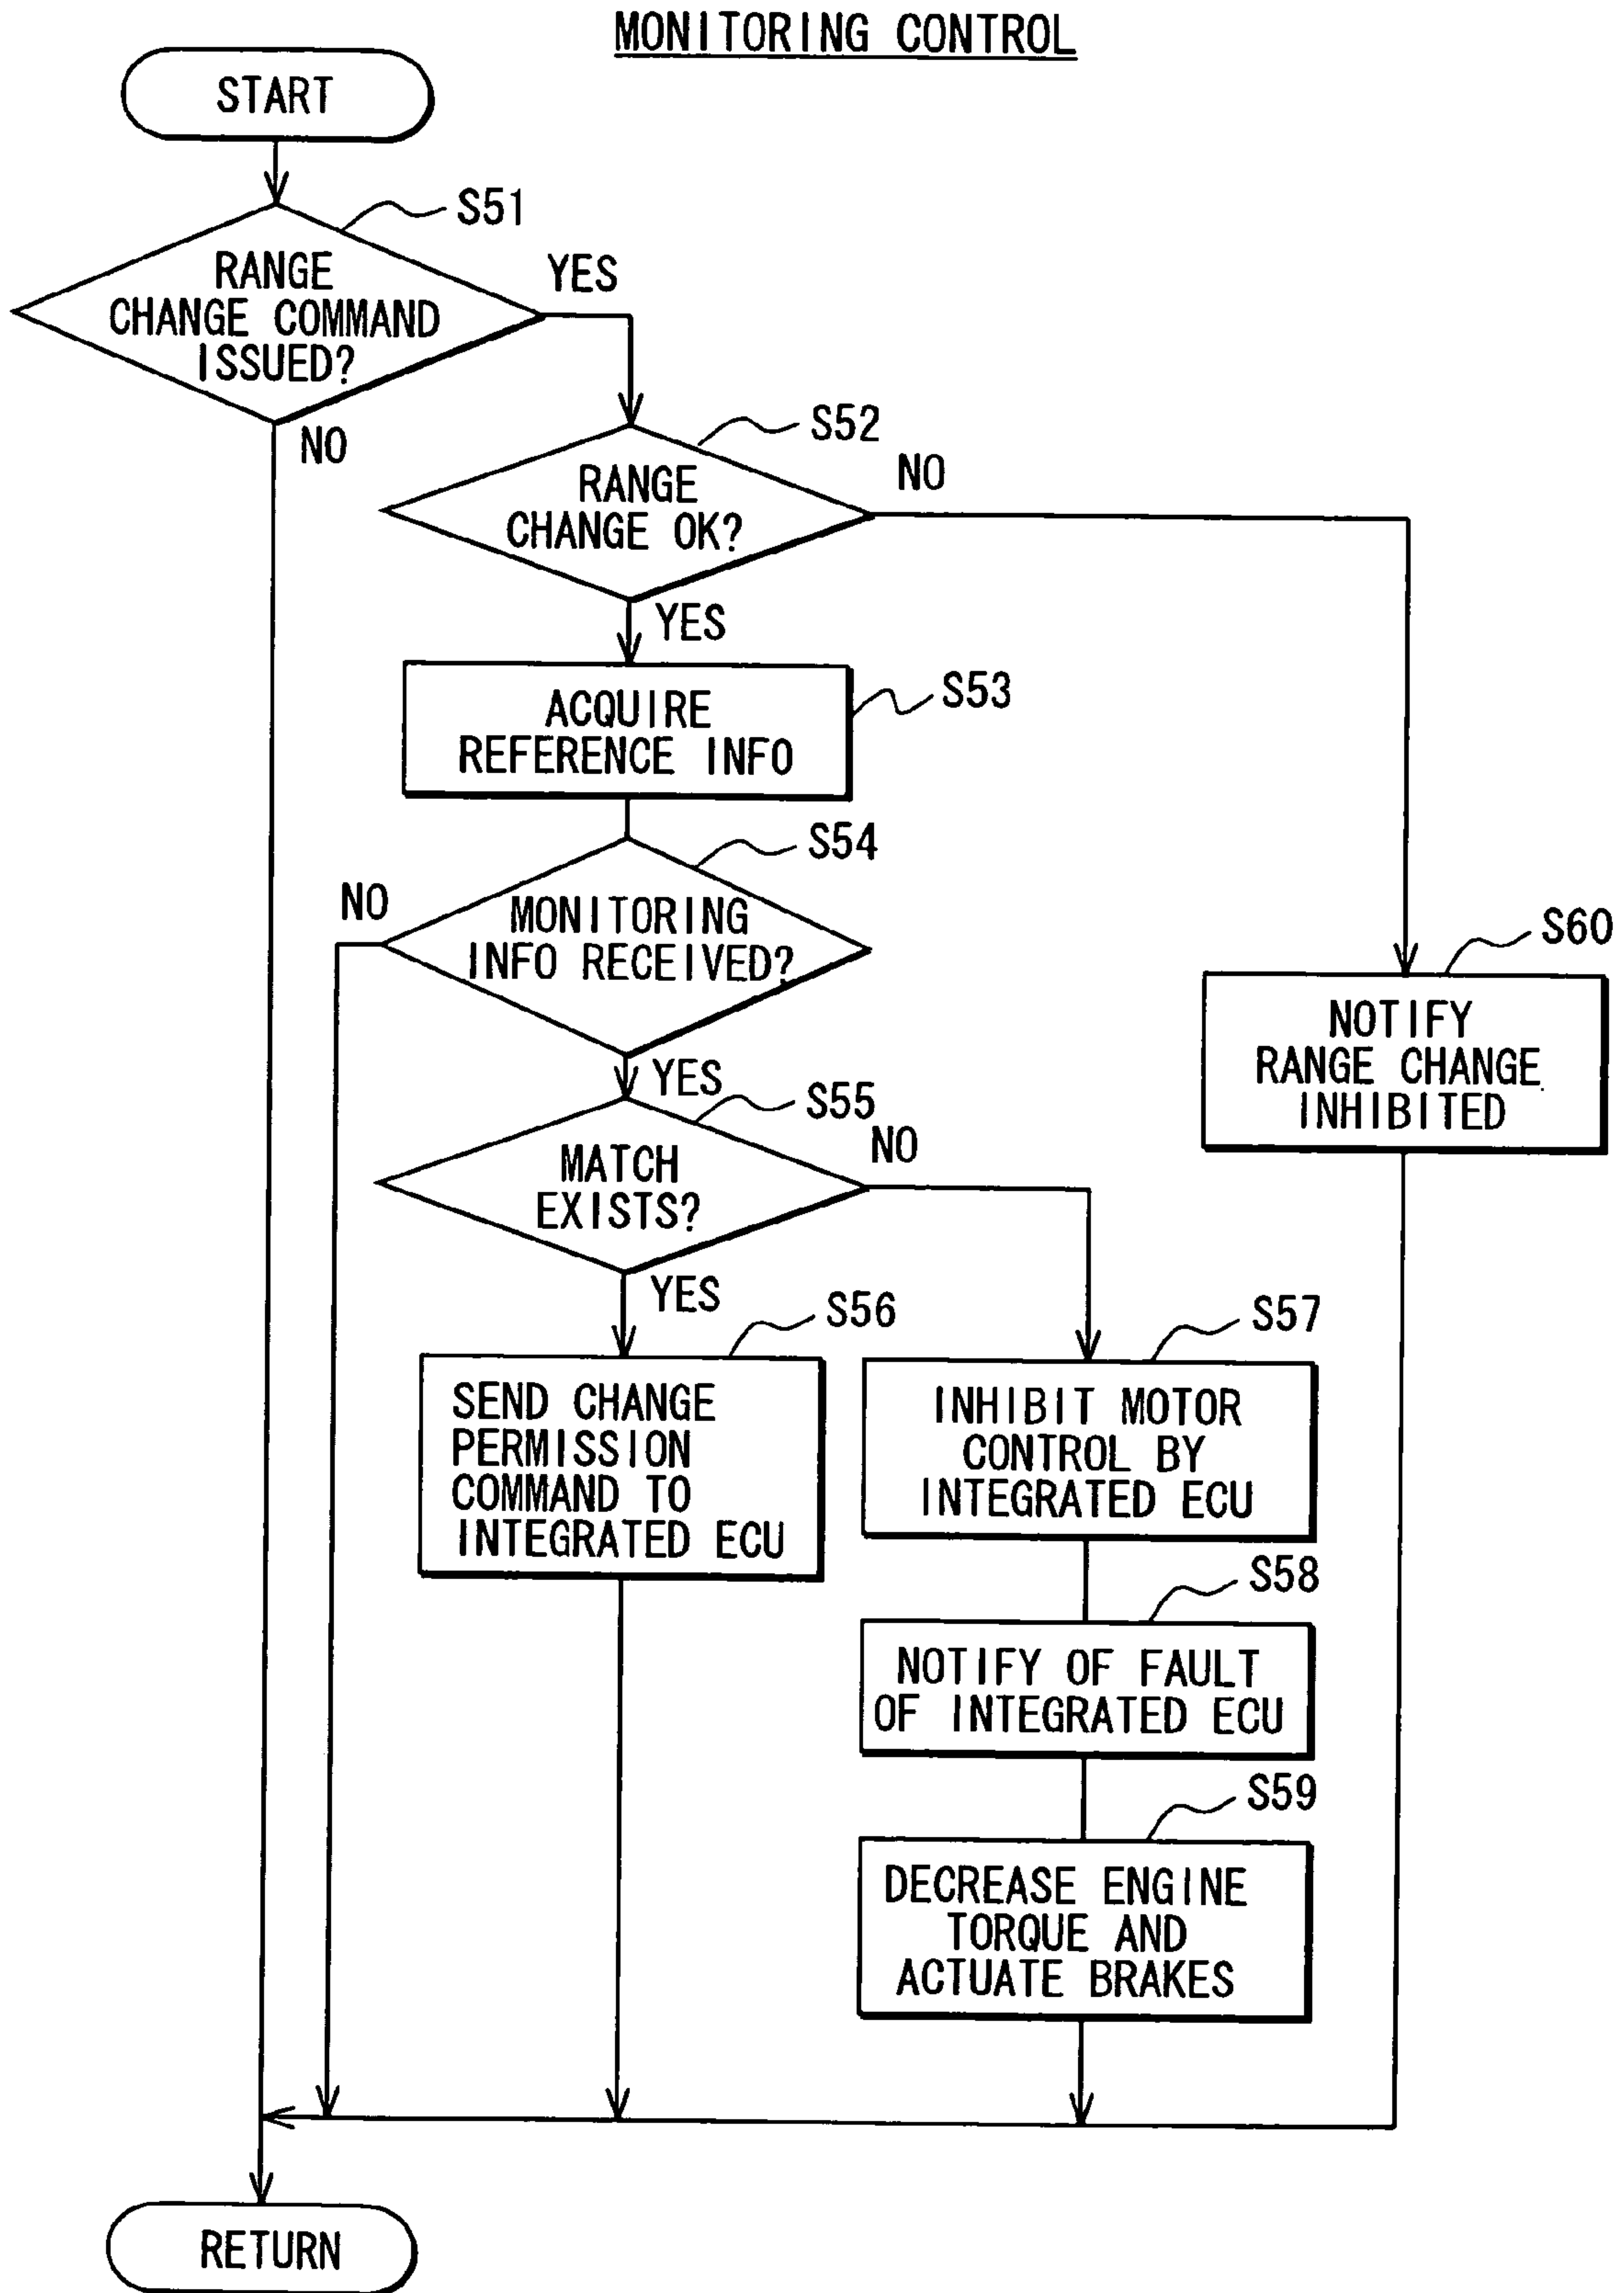 MONITORING CONTROL
START
S51
RANGE
CHANGE COMMAND
ISSUED?
YES
NO
S52
RANGE
CHANGE OK?
NO
YES
ACQUIRE
REFERENCE INFO
S53
S54
NO
MONITORING
INFO RECEIVED?
YES
S60
NOTIFY
RANGE CHANGE
INHIBITED
S55
MATCH
EXISTS?
NO
YES
S56
SEND CHANGE
PERMISSION
COMMAND TO
INTEGRATED ECU
S57
INHIBIT MOTOR
CONTROL BY
INTEGRATED ECU
S58
NOTIFY OF FAULT
OF INTEGRATED ECU
S59
DECREASE ENGINE
TORQUE AND
ACTUATE BRAKES
RETURN